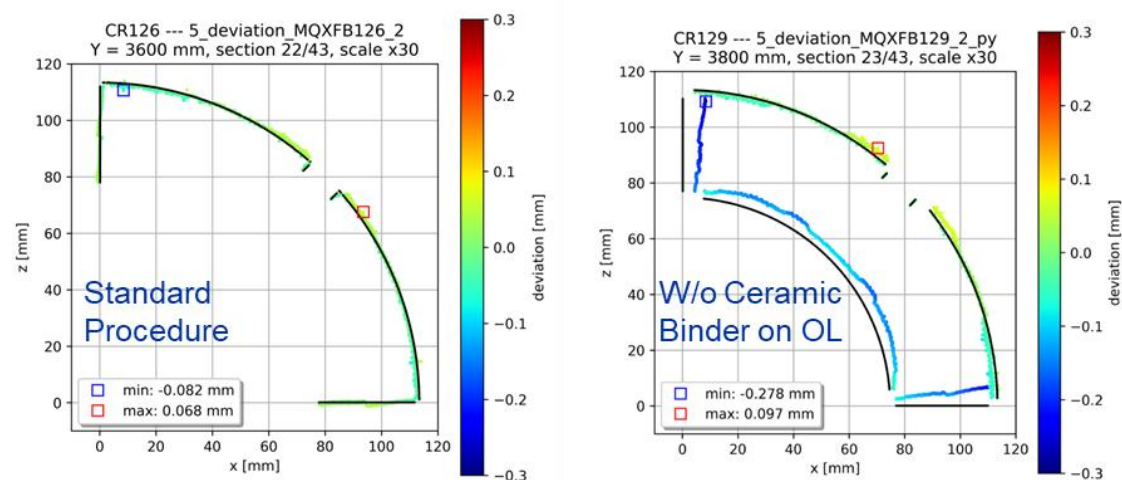 CR126 --- 5_deviation_MQXFB126_2
Y = 3600 mm, section 22/43, scale x30
120
100
80
60
40
20
0
z [mm]
0
20
40
60
80
100
120
x [mm]
Standard
Procedure
min: -0.082 mm
max: 0.068 mm
0.3
0.2
0.1
0.0
−0.1
−0.2
−0.3
deviation [mm]
CR129 --- 5_deviation_MQXFB129_2_py
Y = 3800 mm, section 23/43, scale x30
120
100
80
60
40
20
0
z [mm]
0
20
40
60
80
100
120
x [mm]
W/o Ceramic
Binder on OL
min: -0.278 mm
max: 0.097 mm
0.3
0.2
0.1
0.0
−0.1
−0.2
−0.3
deviation [mm]